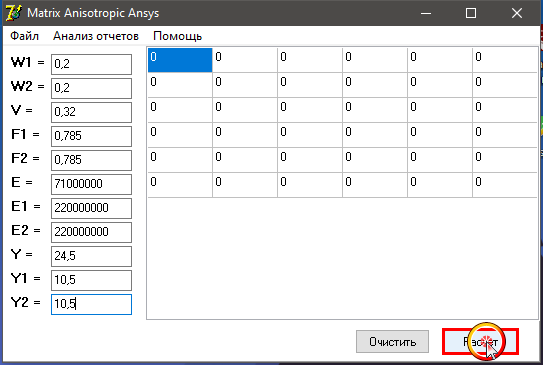 Matrix Anisotropic Ansys
Файл Анализ отчетов Помощь
W1 = 0,2
W2 = 0,2
V = 0,32
F1 = 0,785
F2 = 0,785
E = 71000000
E1 = 220000000
E2 = 220000000
Y = 24,5
Y1 = 10,5
Y2 = 10,5
0 0 0 0 0 0
0 0 0 0 0 0
0 0 0 0 0 0
0 0 0 0 0 0
0 0 0 0 0 0
0 0 0 0 0 0
Очистить Расчет